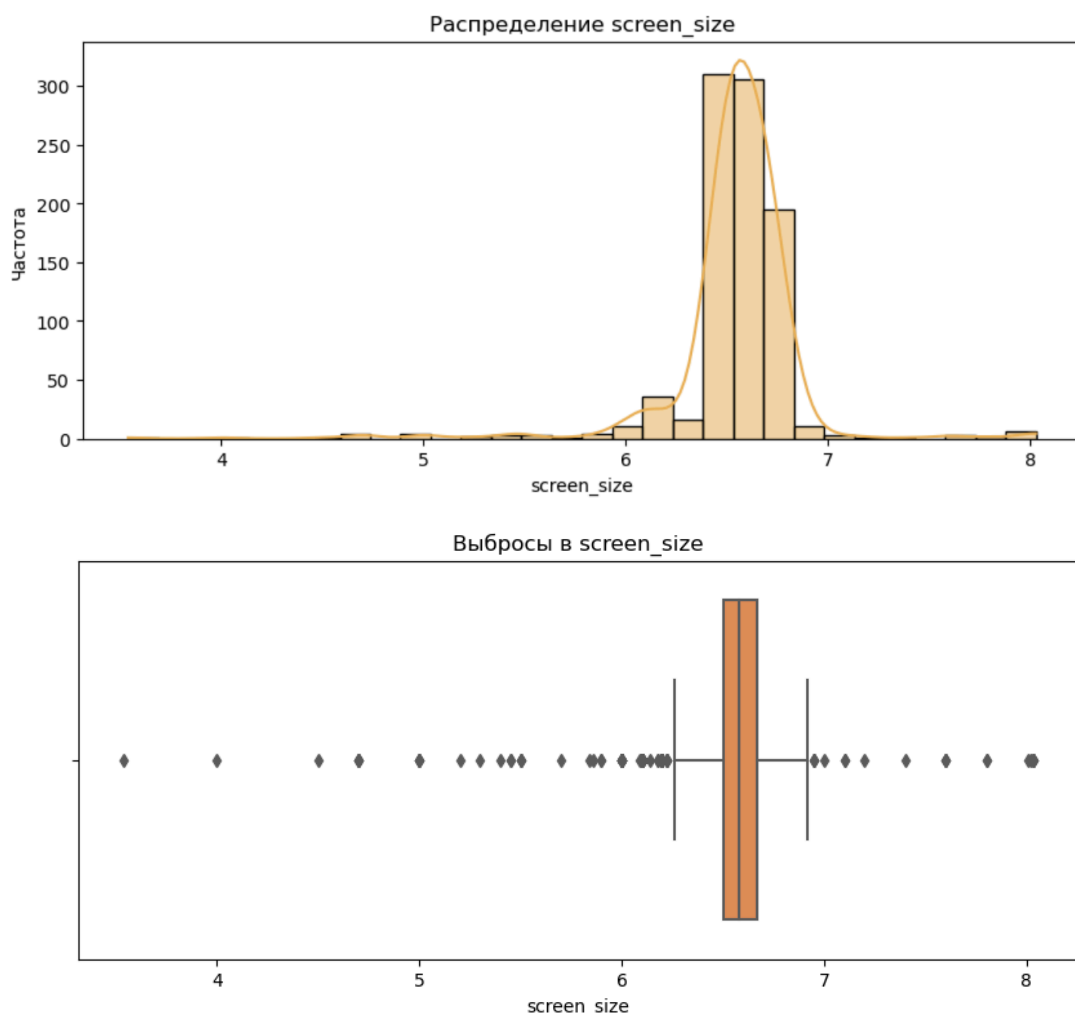 Распределение screen_size
300
250
200
150
100
50
0
Частота
4 5 6 7 8
screen_size
Выбросы в screen_size
4 5 6 7 8
screen_size